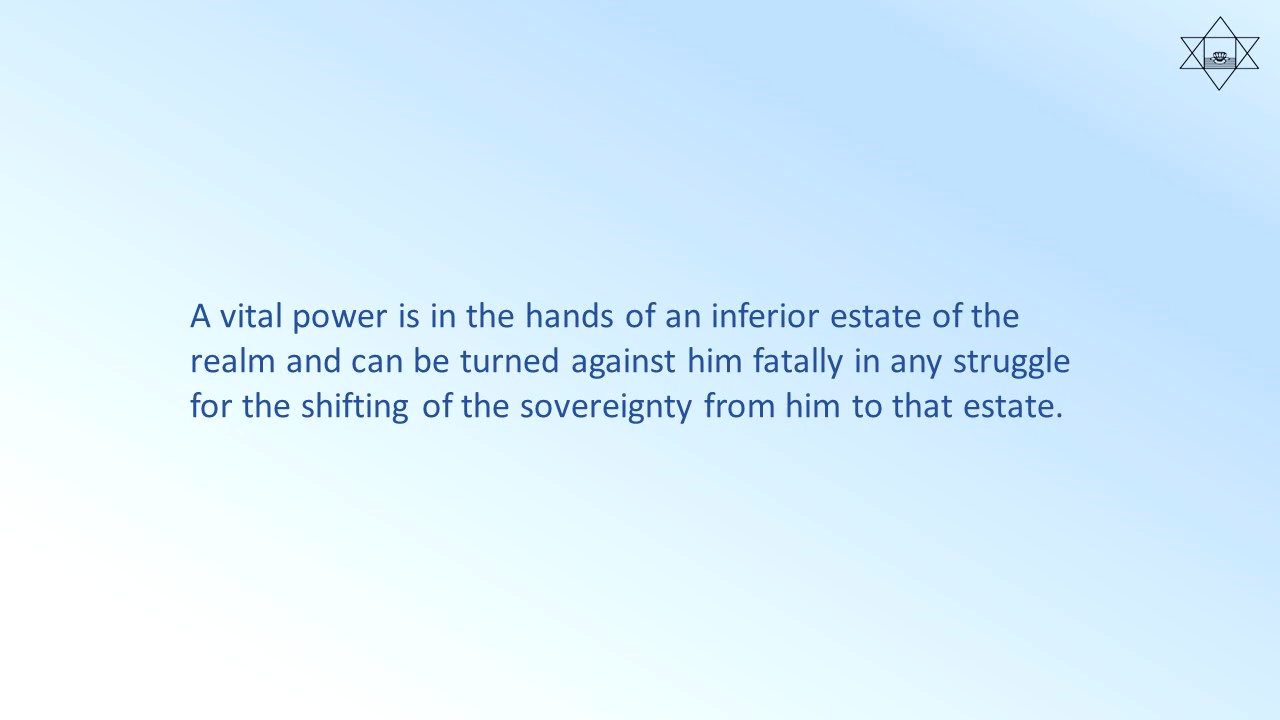 A vital power is in the hands of an inferior estate of the
realm and can be turned against him fatally in any struggle
for the shifting of the sovereignty from him to that estate.